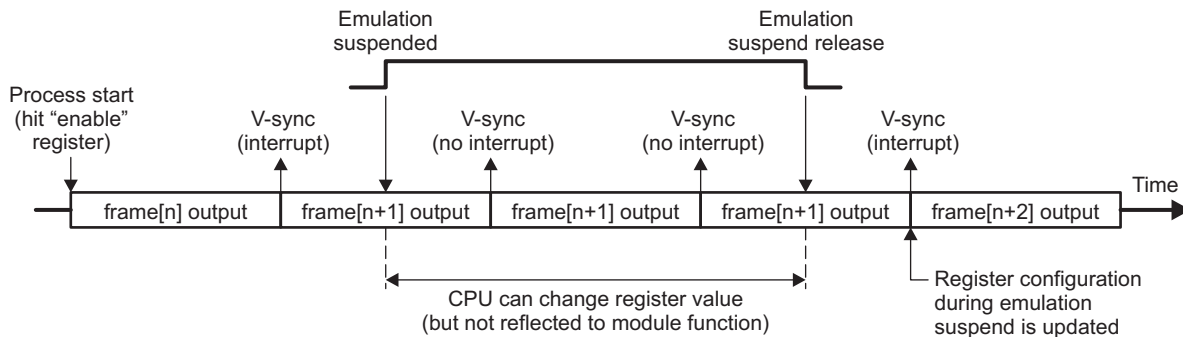 Emulation
suspended
Emulation
suspend release
Process start
(hit “enable”
register)
V-sync
(interrupt)
V-sync
(no interrupt)
V-sync
(no interrupt)
V-sync
(interrupt)
Time
frame[n] output
frame[n+1] output
frame[n+1] output
frame[n+1] output
frame[n+2] output
CPU can change register value
(but not reflected to module function)
Register configuration
during emulation
suspend is updated